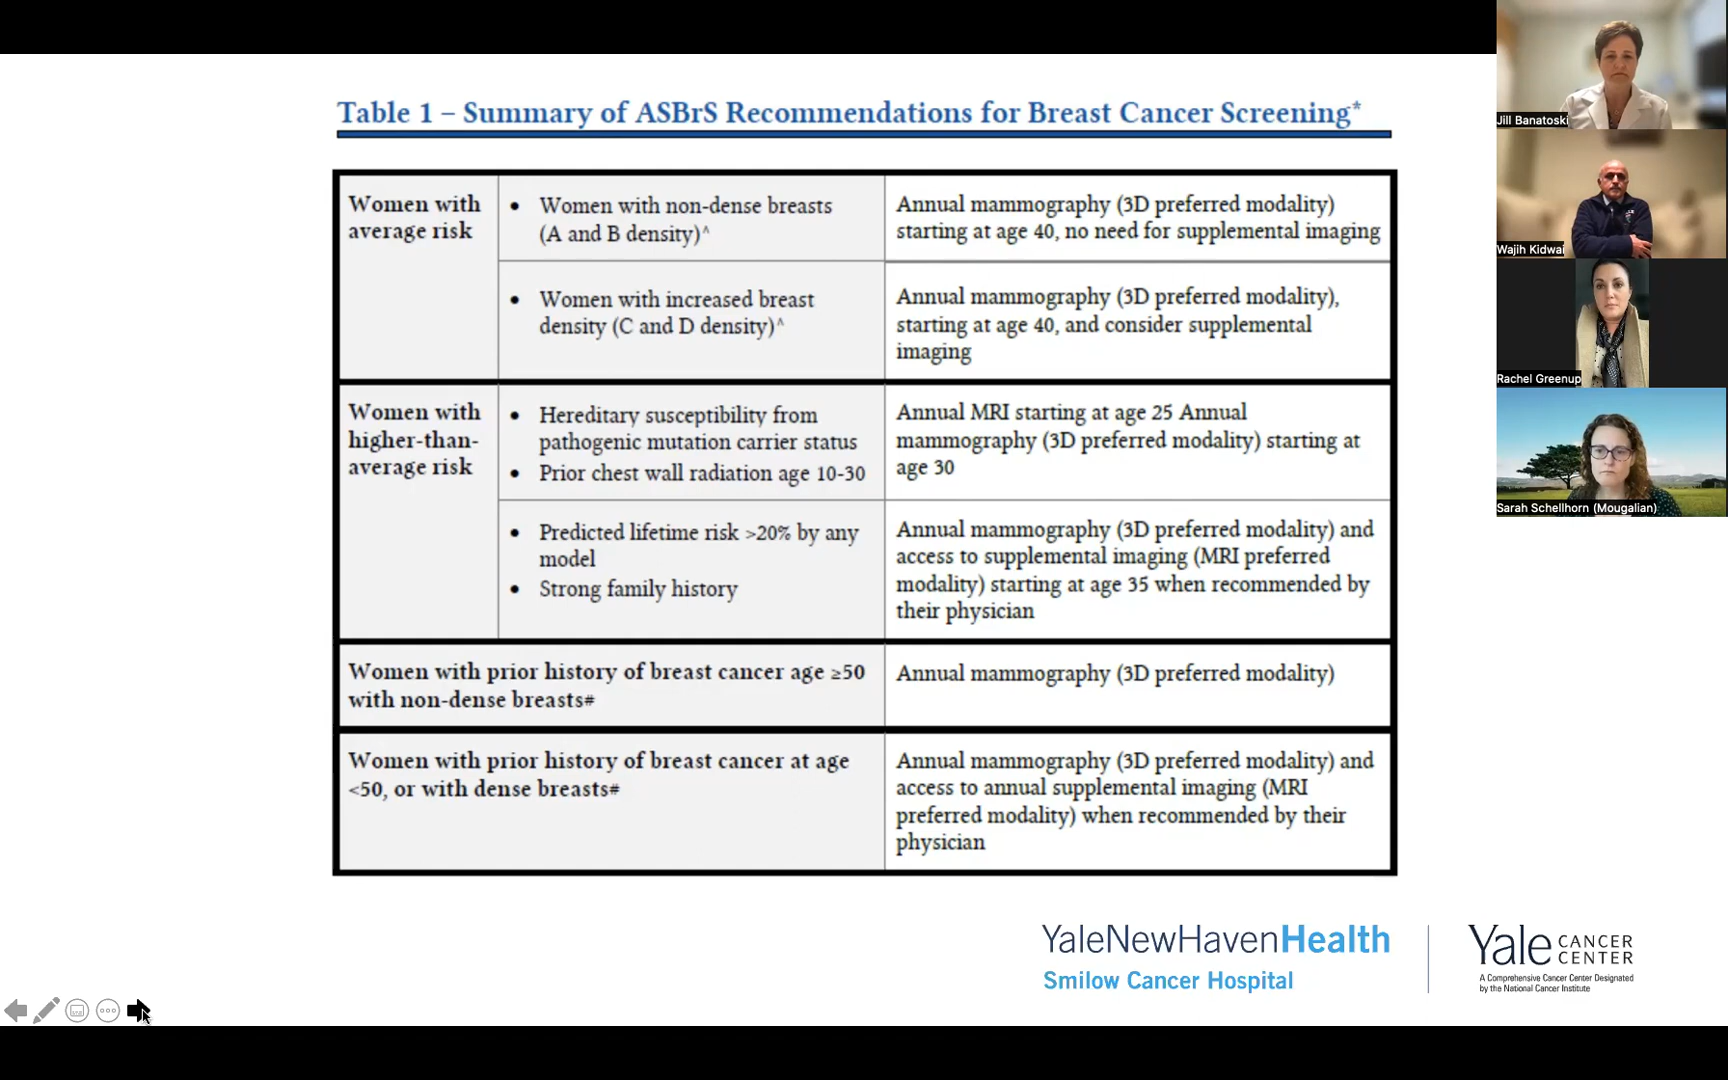 Table 1 – Summary of ASBrS Recommendations for Breast Cancer Screening*
Women with
average risk
• Women with non-dense breasts
(A and B density)^
Annual mammography (3D preferred modality)
starting at age 40, no need for supplemental imaging
• Women with increased breast
density (C and D density)^
Annual mammography (3D preferred modality),
starting at age 40, and consider supplemental
imaging
Women with
higher-than-
average risk
• Hereditary susceptibility from
pathogenic mutation carrier status
• Prior chest wall radiation age 10-30
Annual MRI starting at age 25 Annual
mammography (3D preferred modality) starting at
age 30
• Predicted lifetime risk >20% by any
model
• Strong family history
Annual mammography (3D preferred modality) and
access to supplemental imaging (MRI preferred
modality) starting at age 35 when recommended by
their physician
Women with prior history of breast cancer age ≥50
with non-dense breasts#
Annual mammography (3D preferred modality)
Women with prior history of breast cancer at age
<50, or with dense breasts#
Annual mammography (3D preferred modality) and
access to annual supplemental imaging (MRI
preferred modality) when recommended by their
physician
YaleNewHavenHealth
Smilow Cancer Hospital
Yale CANCER
CENTER
A Comprehensive Cancer Center Designated
by the National Cancer Institute
Jill Banatoski
Wajih Kidwai
Rachel Greenup
Sarah Schellhorn (Mougalian)